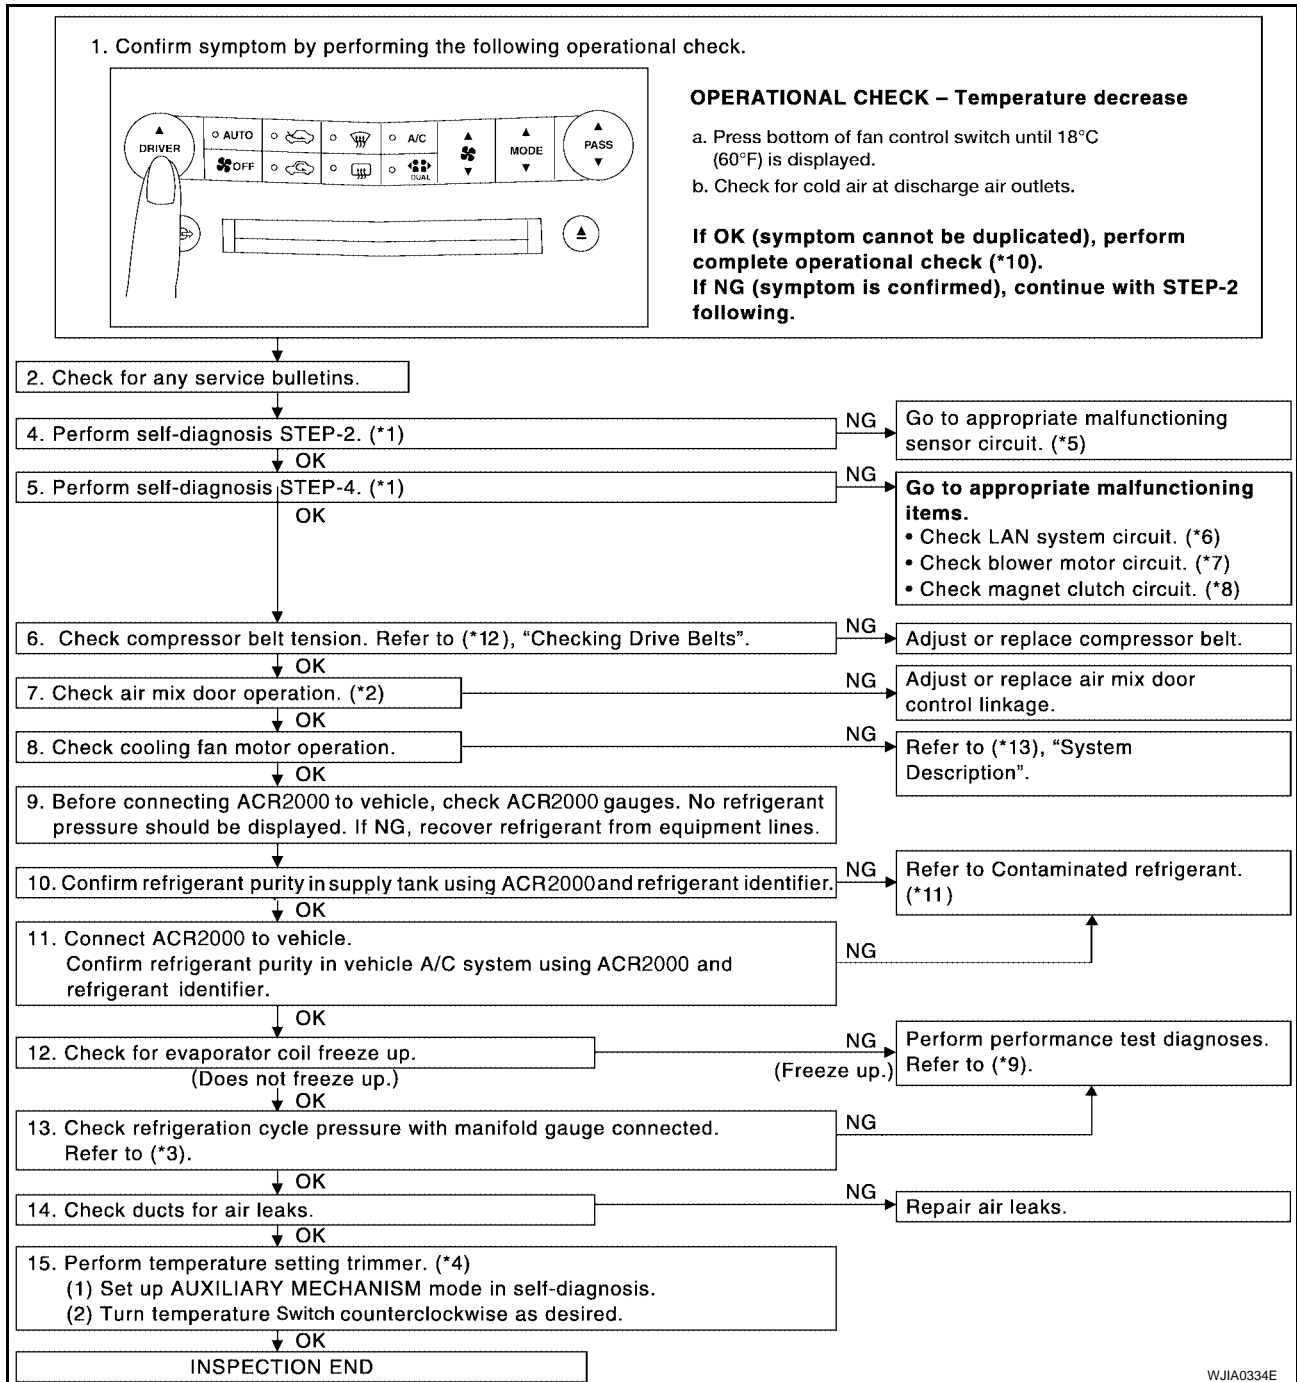 1. Confirm symptom by performing the following operational check.
DRIVER
AUTO
A/C
MODE
PASS
OFF
DUAL
OPERATIONAL CHECK – Temperature decrease
a. Press bottom of fan control switch until 18°C
(60°F) is displayed.
b. Check for cold air at discharge air outlets.
If OK (symptom cannot be duplicated), perform
complete operational check (*10).
If NG (symptom is confirmed), continue with STEP-2
following.
2. Check for any service bulletins.
4. Perform self-diagnosis STEP-2. (*1)
NG
Go to appropriate malfunctioning
sensor circuit. (*5)
OK
5. Perform self-diagnosis STEP-4. (*1)
NG
Go to appropriate malfunctioning
items.
• Check LAN system circuit. (*6)
• Check blower motor circuit. (*7)
• Check magnet clutch circuit. (*8)
OK
6. Check compressor belt tension. Refer to (*12), “Checking Drive Belts”.
NG
Adjust or replace compressor belt.
OK
7. Check air mix door operation. (*2)
NG
Adjust or replace air mix door
control linkage.
OK
8. Check cooling fan motor operation.
NG
Refer to (*13), “System
Description”.
OK
9. Before connecting ACR2000 to vehicle, check ACR2000 gauges. No refrigerant
pressure should be displayed. If NG, recover refrigerant from equipment lines.
10. Confirm refrigerant purity in supply tank using ACR2000 and refrigerant identifier.
NG
Refer to Contaminated refrigerant.
(*11)
OK
11. Connect ACR2000 to vehicle.
Confirm refrigerant purity in vehicle A/C system using ACR2000 and
refrigerant identifier.
NG
OK
12. Check for evaporator coil freeze up.
(Does not freeze up.)
NG
(Freeze up.)
Perform performance test diagnoses.
Refer to (*9).
OK
13. Check refrigeration cycle pressure with manifold gauge connected.
Refer to (*3).
NG
OK
14. Check ducts for air leaks.
NG
Repair air leaks.
OK
15. Perform temperature setting trimmer. (*4)
(1) Set up AUXILIARY MECHANISM mode in self-diagnosis.
(2) Turn temperature Switch counterclockwise as desired.
OK
INSPECTION END
WJIA0334E